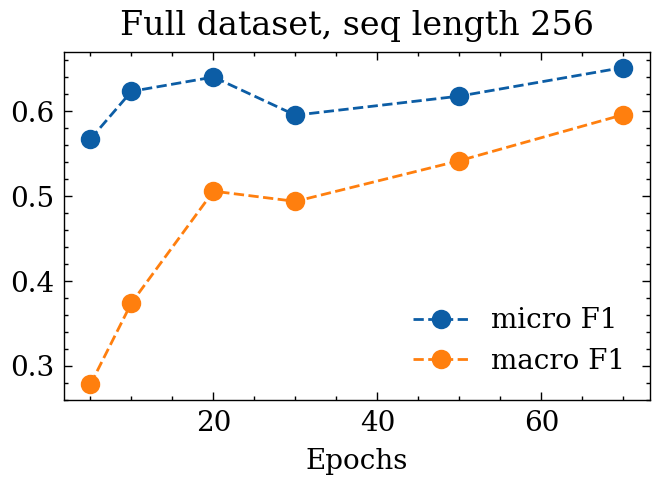 Full dataset, seq length 256
0.6
0.5
0.4
0.3
micro F1
macro F1
20 40 60
Epochs